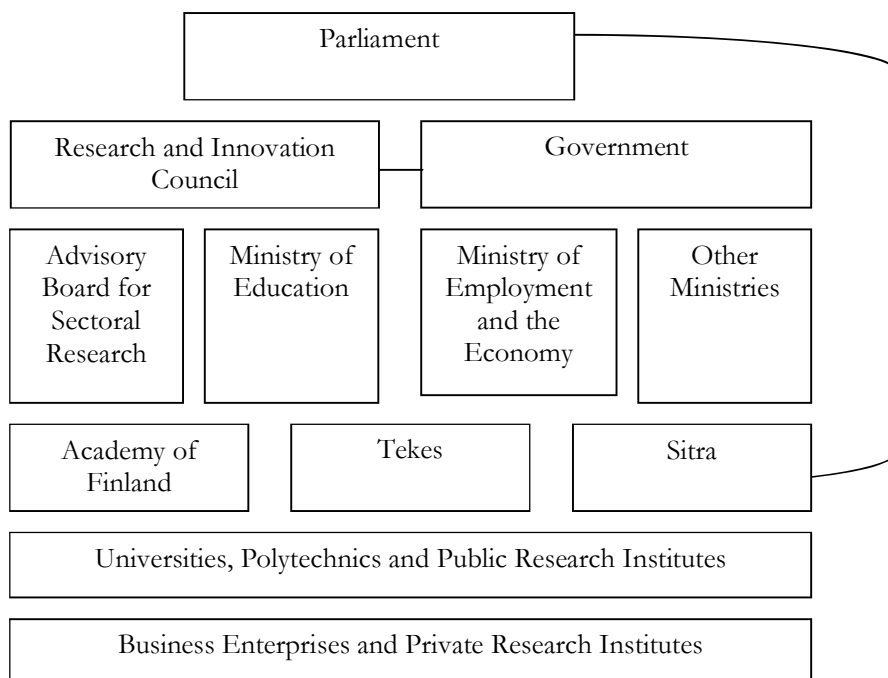 Parliament
Research and Innovation
Council
Government
Advisory
Board for
Sectoral
Research
Ministry of
Education
Ministry of
Employment
and the
Economy
Other
Ministries
Academy of
Finland
Tekes
Sitra
Universities, Polytechnics and Public Research Institutes
Business Enterprises and Private Research Institutes